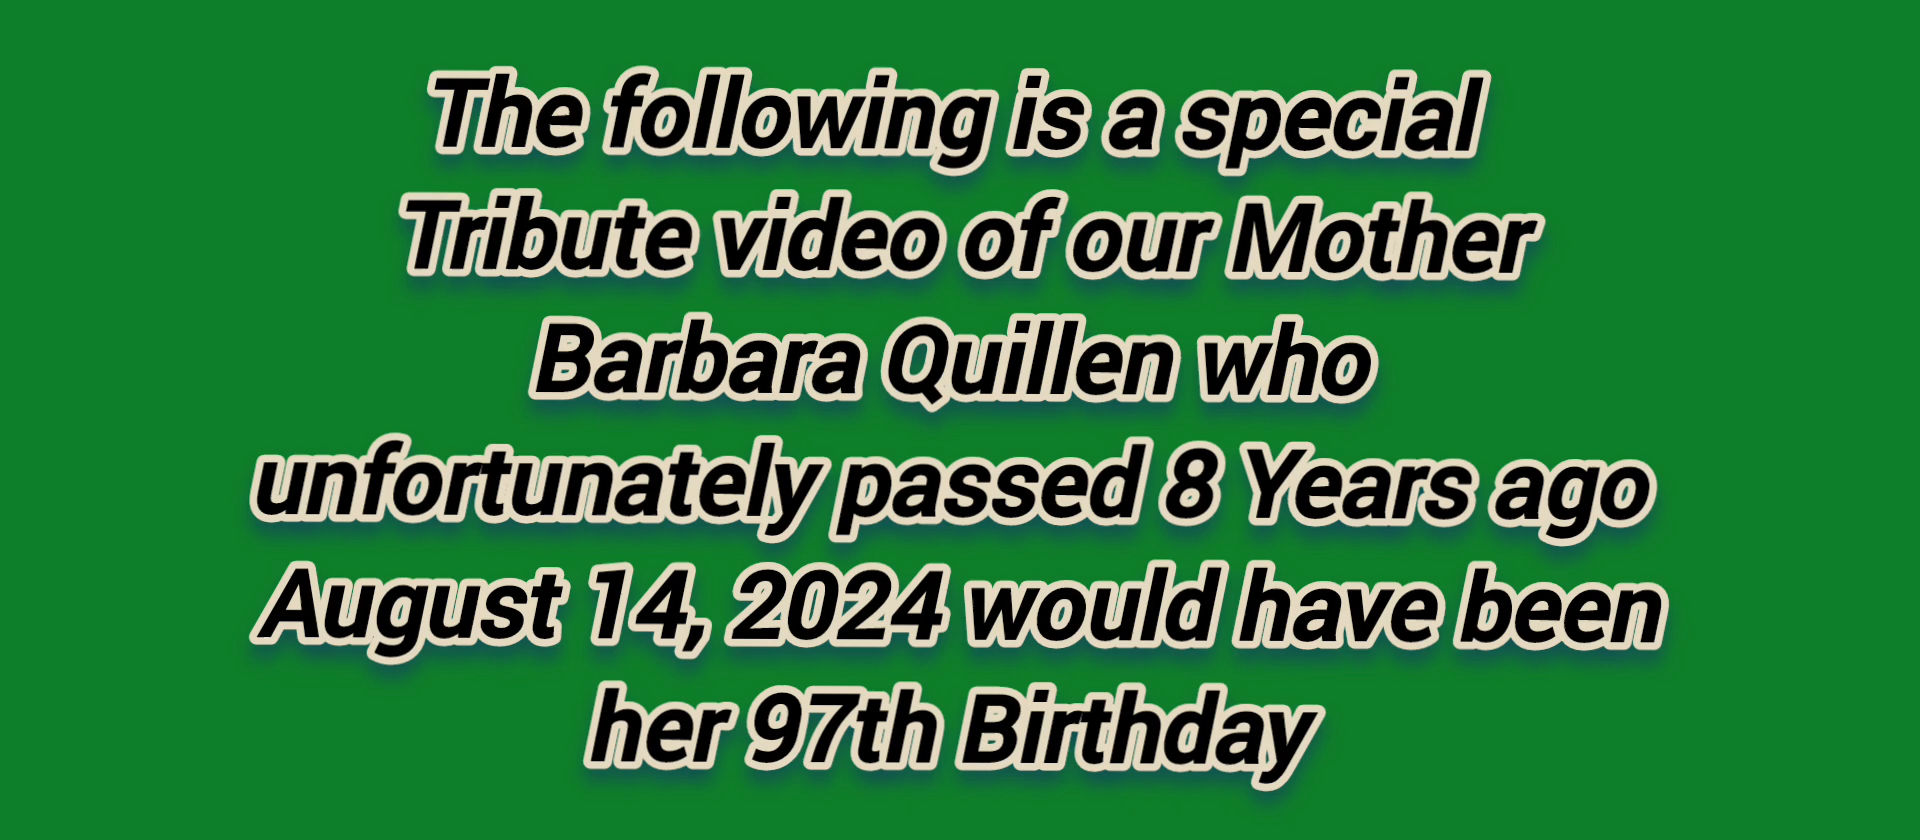 The following is a special
Tribute video of our Mother
Barbara Quillen who
unfortunately passed 8 Years ago
August 14, 2024 would have been
her 97th Birthday